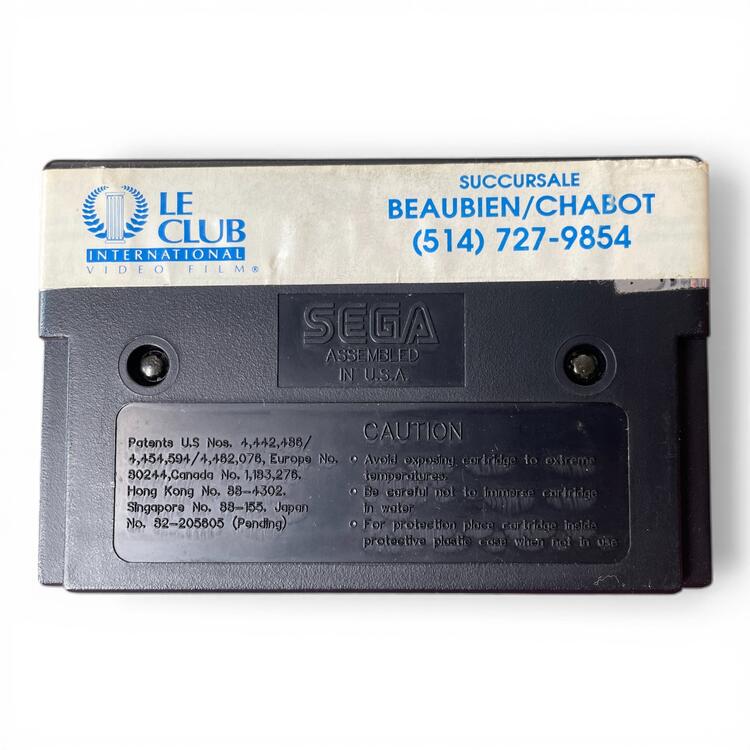 LE
CLUB
INTERNATIONAL
VIDEO FILM®
SUCCURSALE
BEAUBIEN/CHABOT
(514) 727-9854
SEGA
ASSEMBLED
IN U.S.A.
Patents U.S Nos. 4,442,486/
4,454,594/4,462,076, Europe No.
80244,Canada No. 1,183,276.
Hong Kong No. 88-4302.
Singapore No. 88-155. Japan
No. 82-205605 (Pending)
CAUTION
• Avoid exposing cartridge to extreme
temperatures.
• Be careful not to immerse cartridge
in water
• For protection place cartridge inside
protective plastic case when not in use